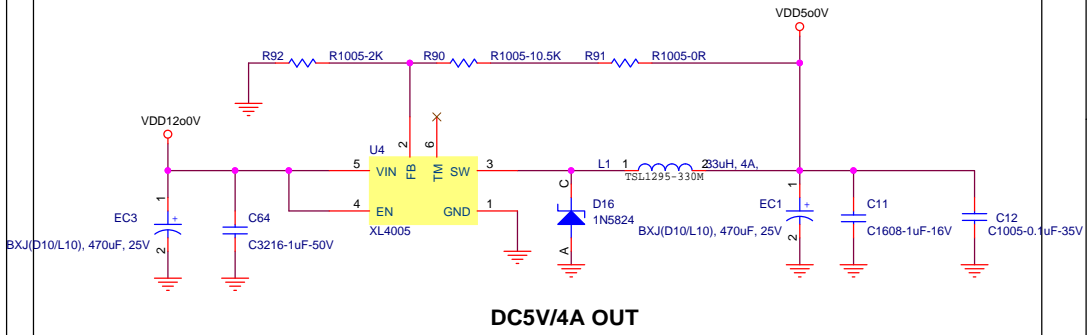 VDD5o0V
R92
R1005-2K
R90
R1005-10.5K
R91
R1005-0R
VDD12o0V
U4
2
6
5
VIN
FB
TM
SW
3
L1
1
2
33uH, 4A,
TSL1295-330M
4
EN
GND
1
XL4005
1
EC3
+
2
BXJ(D10/L10), 470uF, 25V
C64
C3216-1uF-50V
C
D16
1N5824
A
1
EC1
+
2
BXJ(D10/L10), 470uF, 25V
C11
C1608-1uF-16V
C12
C1005-0.1uF-35V
DC5V/4A OUT